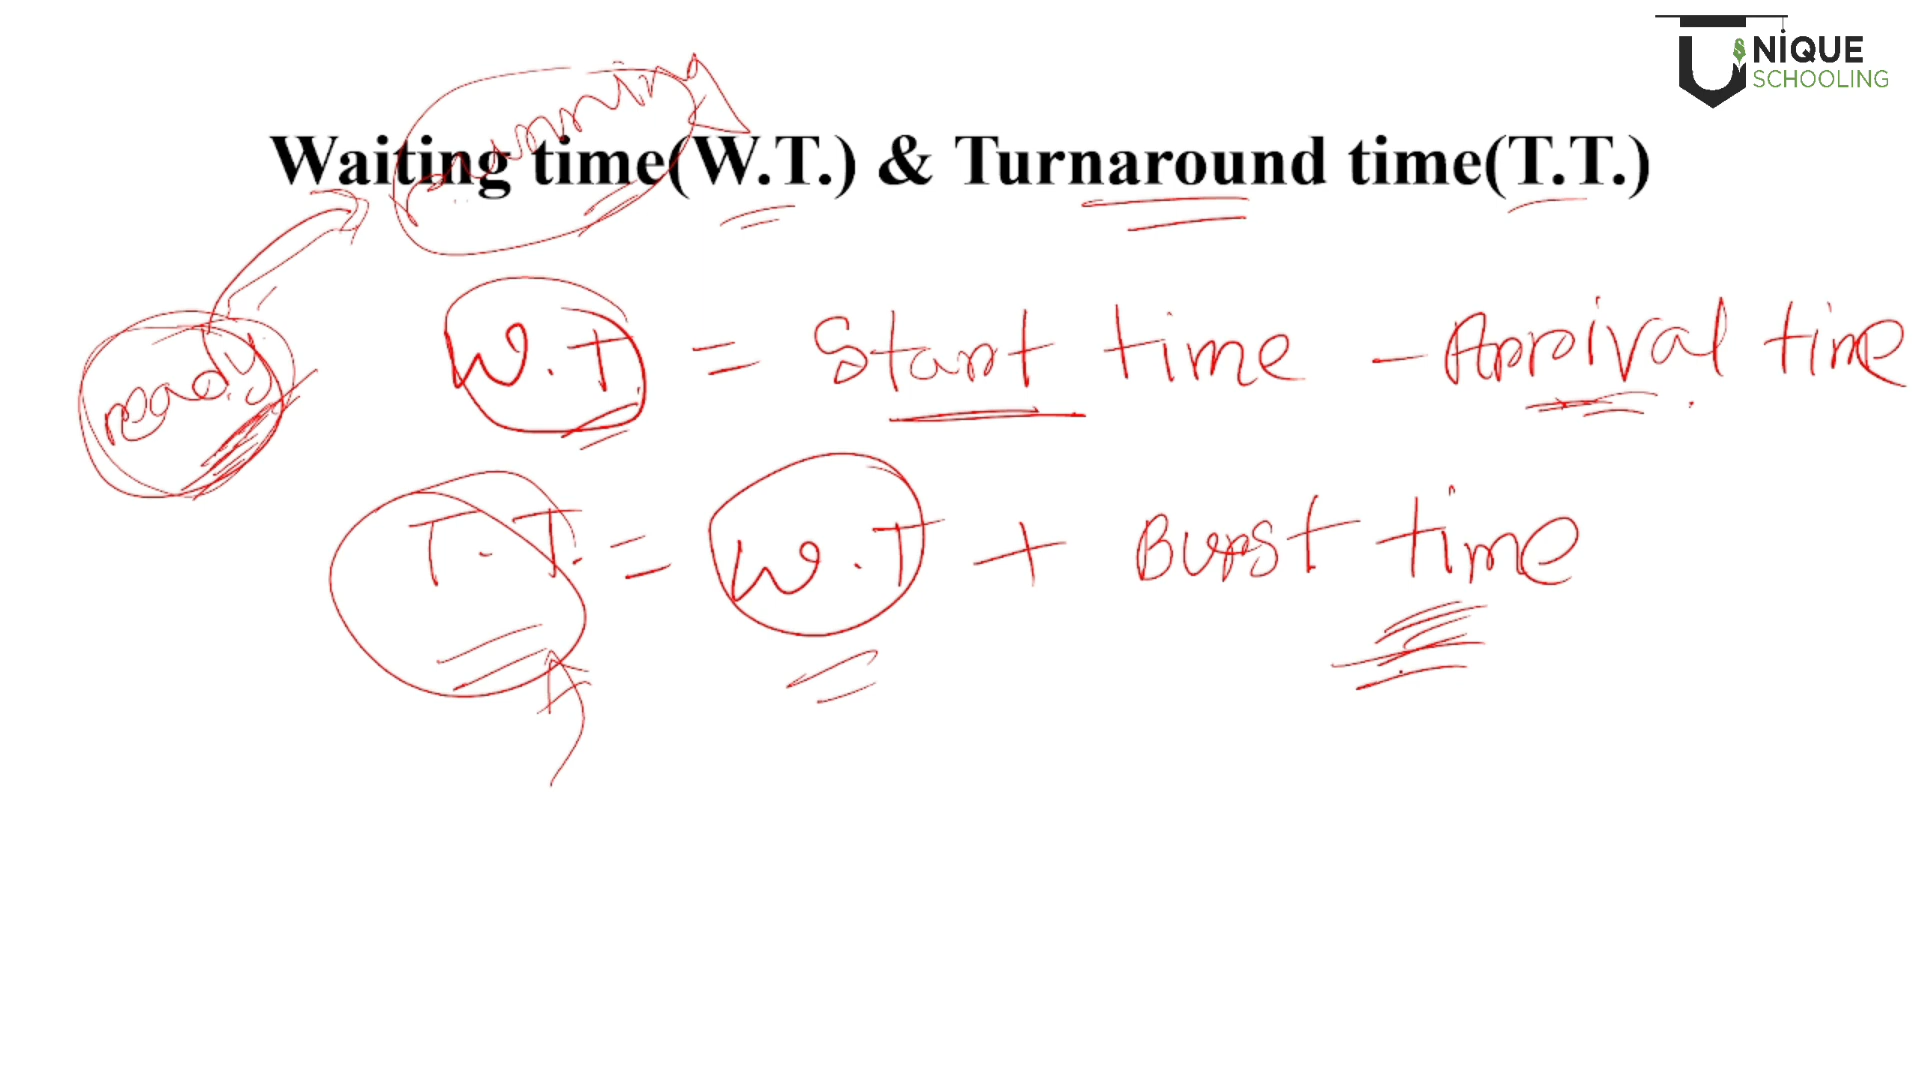 UNIQUE
SCHOOLING
running
Waiting time(W.T.) & Turnaround time(T.T.)
ready
W.T = Start time - Arrival time
T.T. = W.T + Burst time